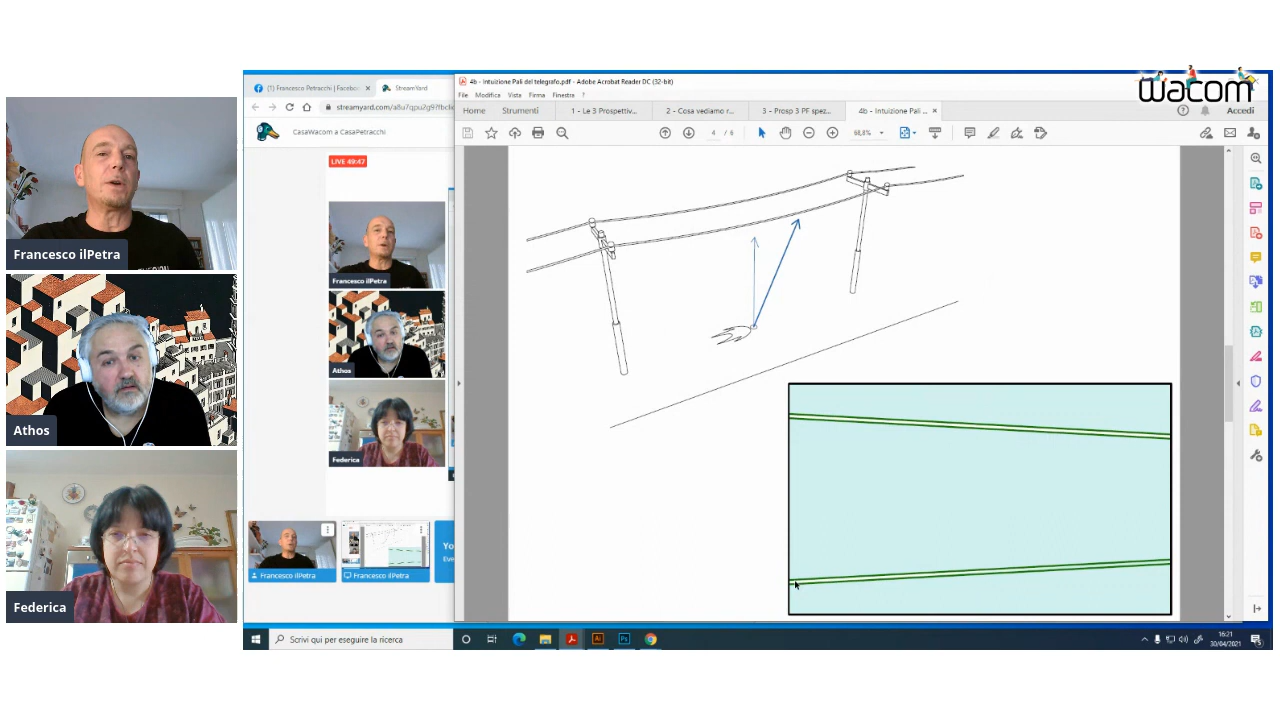 wacom
Francesco ilPetra
Athos
Federica
(1) Francesco Petracchi | Faceboo
StreamYard
CasaWacom a CasaPetracchi
LIVE 49:47
Francesco ilPetra
Athos
Federica
Francesco ilPetra
Francesco ilPetra
Yo
Eve
4b - Intuizione Pali del telegrafo.pdf - Adobe Acrobat Reader DC (32-bit)
File Modifica Vista Firma Finestra ?
Home Strumenti 1 - Le 3 Prospettiv... 2 - Cosa vediamo r... 3 - Prosp 3 PF spez... 4b - Intuizione Pali ... Accedi
4 / 6 68,8%
Scrivi qui per eseguire la ricerca
16:21
30/04/2021